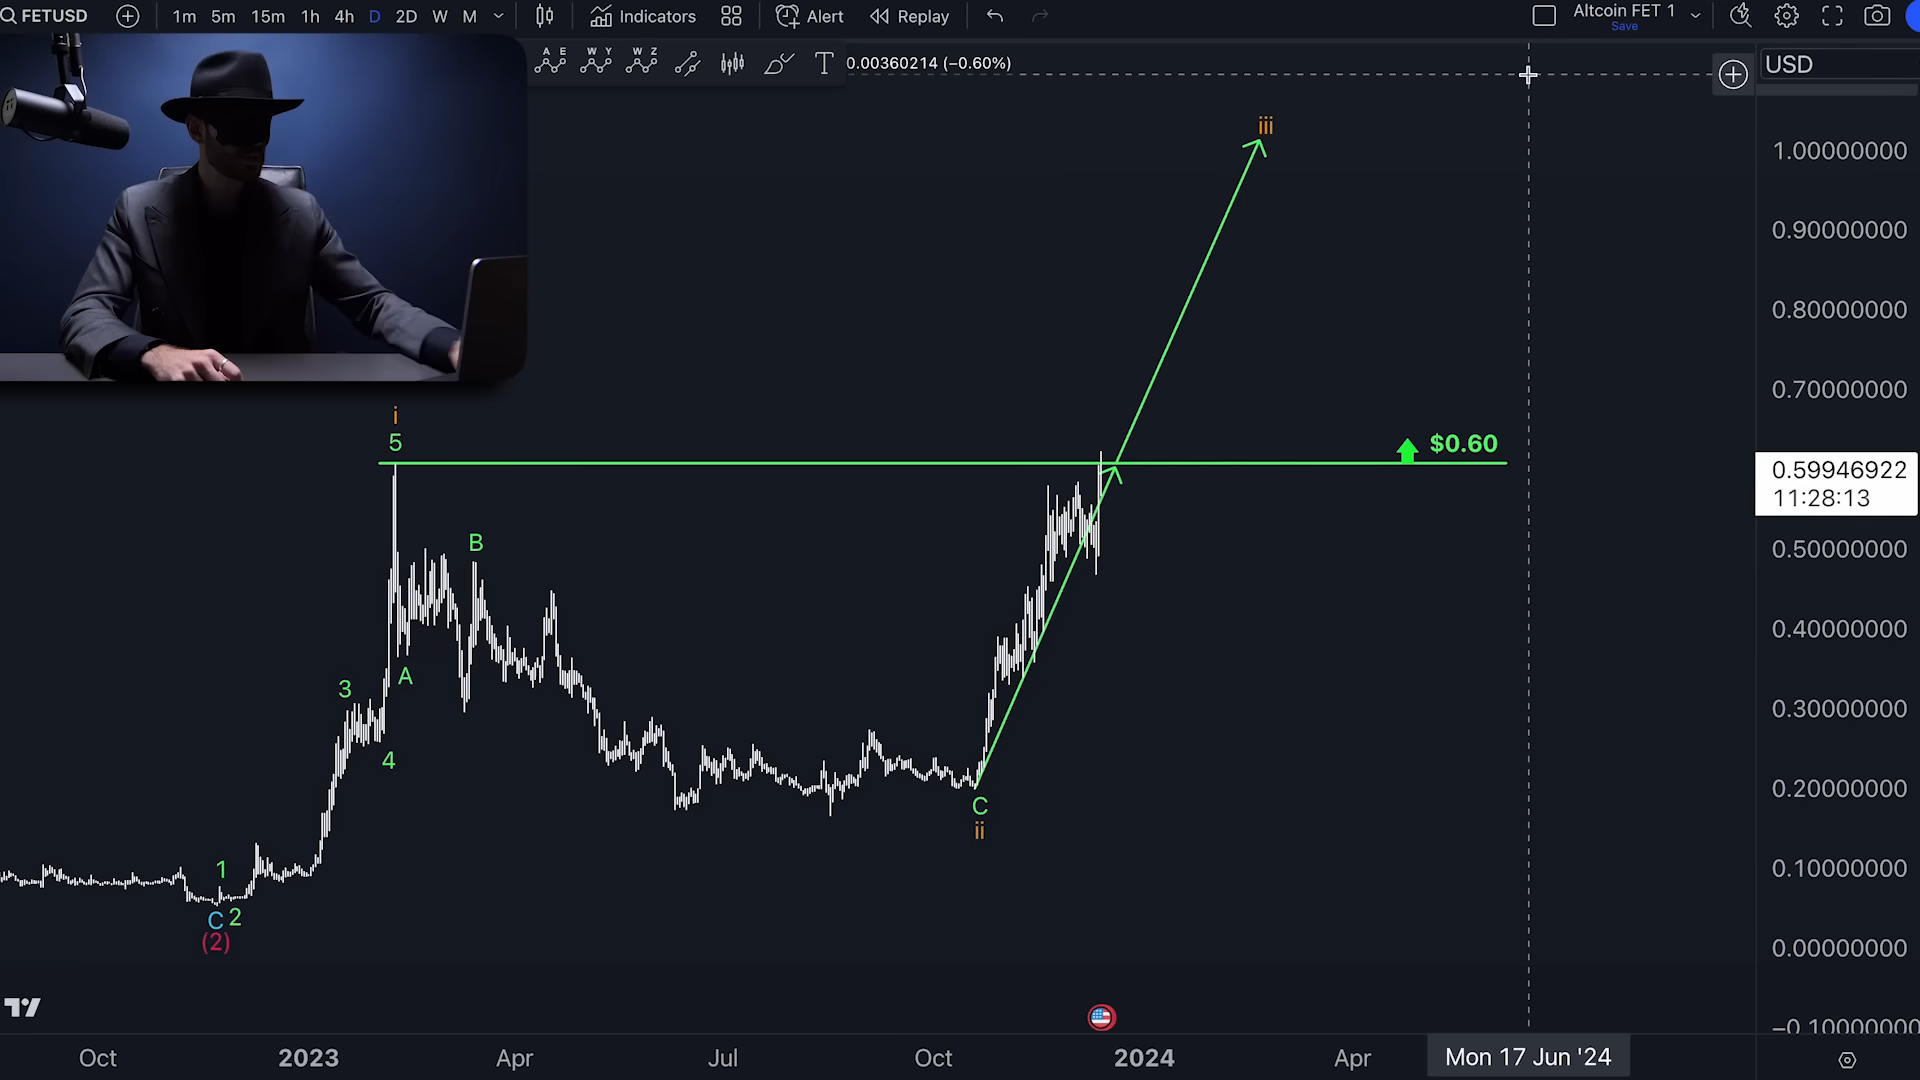 FETUSD
1m 5m 15m 1h 4h D 2D W M
Indicators
Alert
Replay
Altcoin FET 1
Save
A E
W Y
W Z
T
0.00360214 (−0.60%)
USD
iii
1.00000000
0.90000000
0.80000000
0.70000000
i
5
$0.60
0.59946922
11:28:13
B
0.50000000
0.40000000
A
3
0.30000000
4
0.20000000
C
ii
1
0.10000000
C 2
(2)
0.00000000
−0.10000000
Oct 2023 Apr Jul Oct 2024 Apr Mon 17 Jun '24